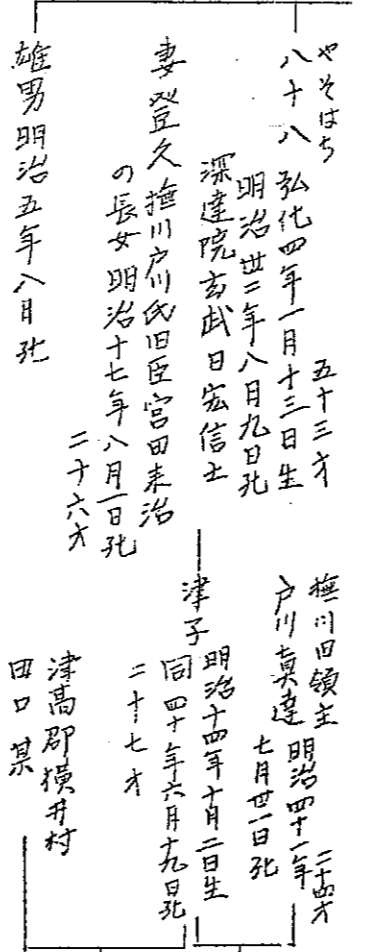 やそはち
八十八 弘化四年一月十三日生 五十三才
明治卅二年八月九日死
深達院玄武日宏信士
妻登久撫川戸川氏旧臣宮田来治
の長女明治十七年八月一日死
二十六才
雄男明治五年八月死
撫川旧領主
戸川真達 明治四十一年 二十四才
七月廿一日死
津子
明治十四年十月二日生
同四十年六月十九日死
二十七才
津高郡横井村
田口某